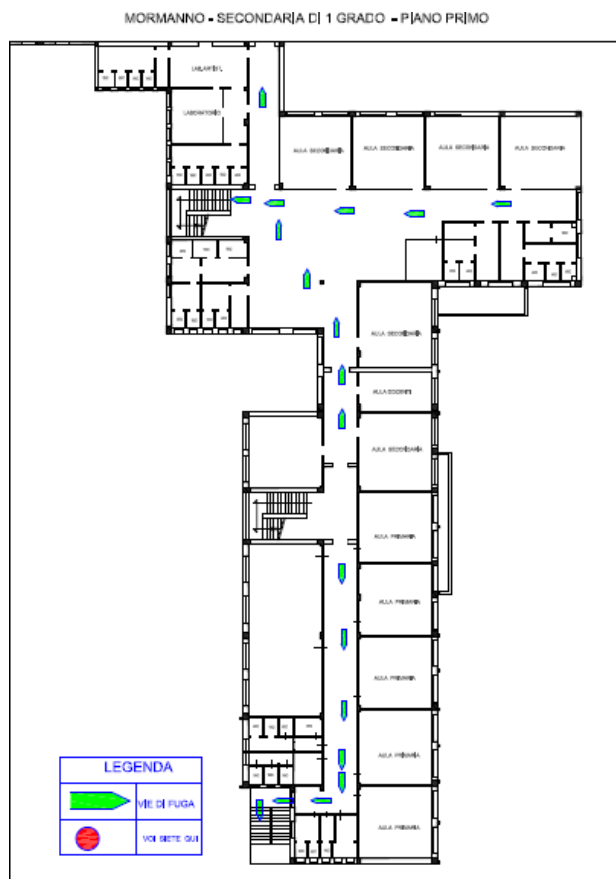 MORMANNO - SECONDARIA DI 1 GRADO - PIANO PRIMO
LABORATORIO
AULA SECONDARIA
AULA SECONDARIA
AULA SECONDARIA
AULA SECONDARIA
AULA SECONDARIA
AULA DOCENTI
AULA SECONDARIA
AULA PRIMARIA
AULA PRIMARIA
AULA PRIMARIA
AULA PRIMARIA
AULA PRIMARIA
LEGENDA
VIE DI FUGA
VOI SIETE QUI